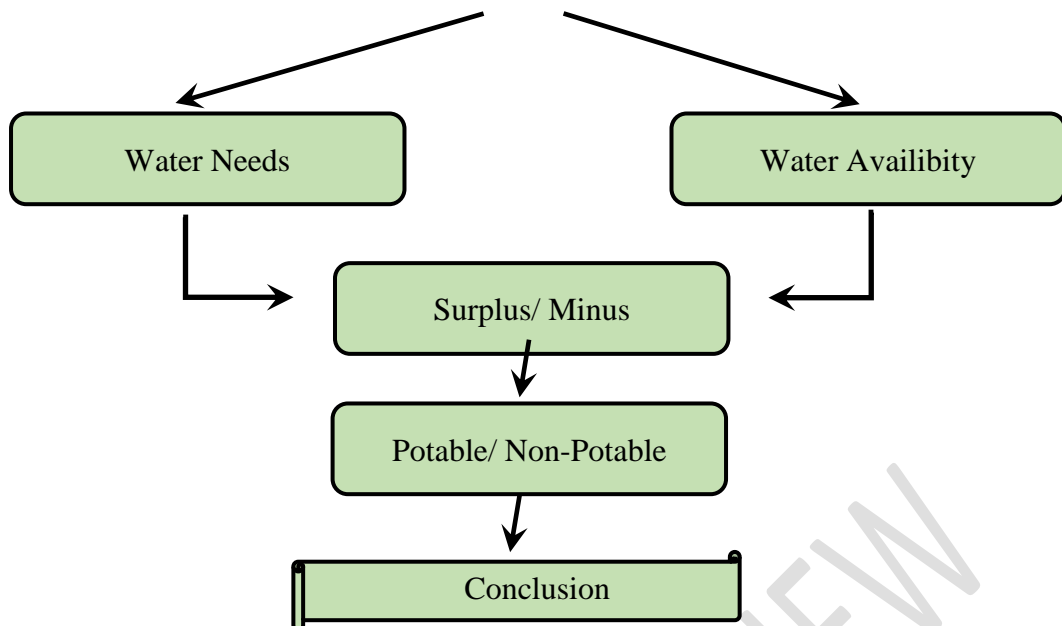 Water Needs
Water Availibity
Surplus/ Minus
Potable/ Non-Potable
Conclusion